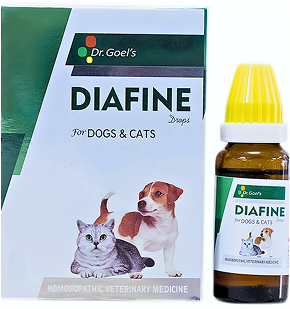 Dr. Goel's
DIAFINE
Drops
for DOGS & CATS
HOMOEOPATHIC VETERINARY MEDICINE
Dr.Goel's
DIAFINE
Drops
for DOGS & CATS
HOMOEOPATHIC VETERINARY MEDICINE